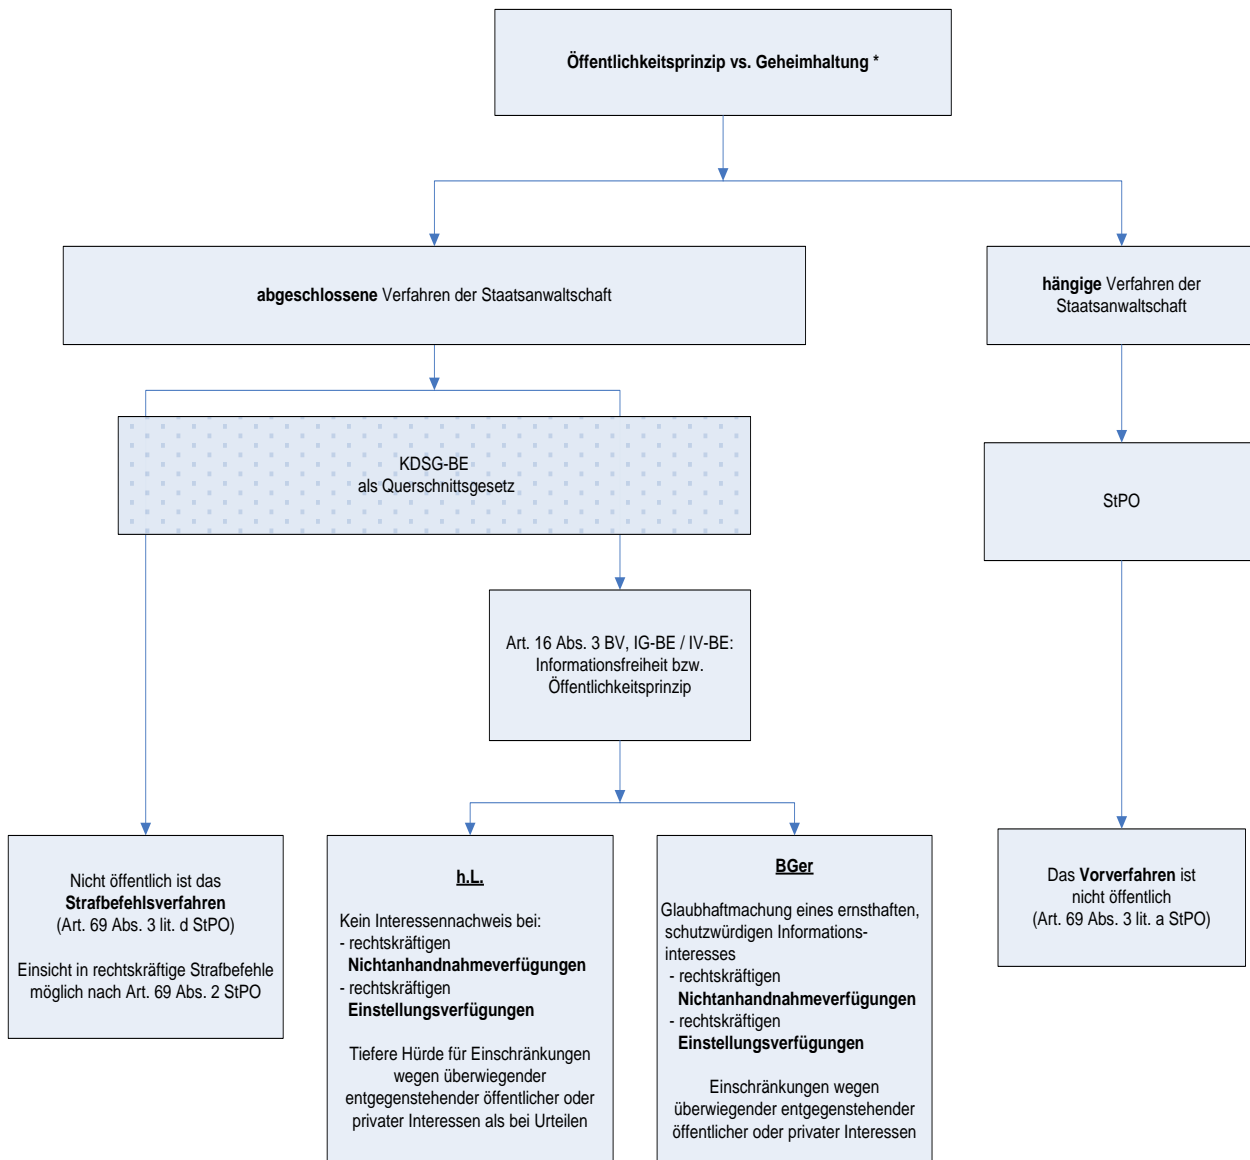 Öffentlichkeitsprinzip vs. Geheimhaltung *
abgeschlossene Verfahren der Staatsanwaltschaft
hängige Verfahren der
Staatsanwaltschaft
KDSG-BE
als Querschnittsgesetz
StPO
Art. 16 Abs. 3 BV, IG-BE / IV-BE:
Informationsfreiheit bzw.
Öffentlichkeitsprinzip
Nicht öffentlich ist das
Strafbefehlsverfahren
(Art. 69 Abs. 3 lit. d StPO)
Einsicht in rechtskräftige Strafbefehle
möglich nach Art. 69 Abs. 2 StPO
h.L.
Kein Interessennachweis bei:
- rechtskräftigen
Nichtanhandnahmeverfügungen
- rechtskräftigen
Einstellungsverfügungen
Tiefere Hürde für Einschränkungen
wegen überwiegender
entgegenstehender öffentlicher oder
privater Interessen als bei Urteilen
BGer
Glaubhaftmachung eines ernsthaften,
schutzwürdigen Informations-
interesses
- rechtskräftigen
Nichtanhandnahmeverfügungen
- rechtskräftigen
Einstellungsverfügungen
Einschränkungen wegen
überwiegender entgegenstehender
öffentlicher oder privater Interessen
Das Vorverfahren ist
nicht öffentlich
(Art. 69 Abs. 3 lit. a StPO)